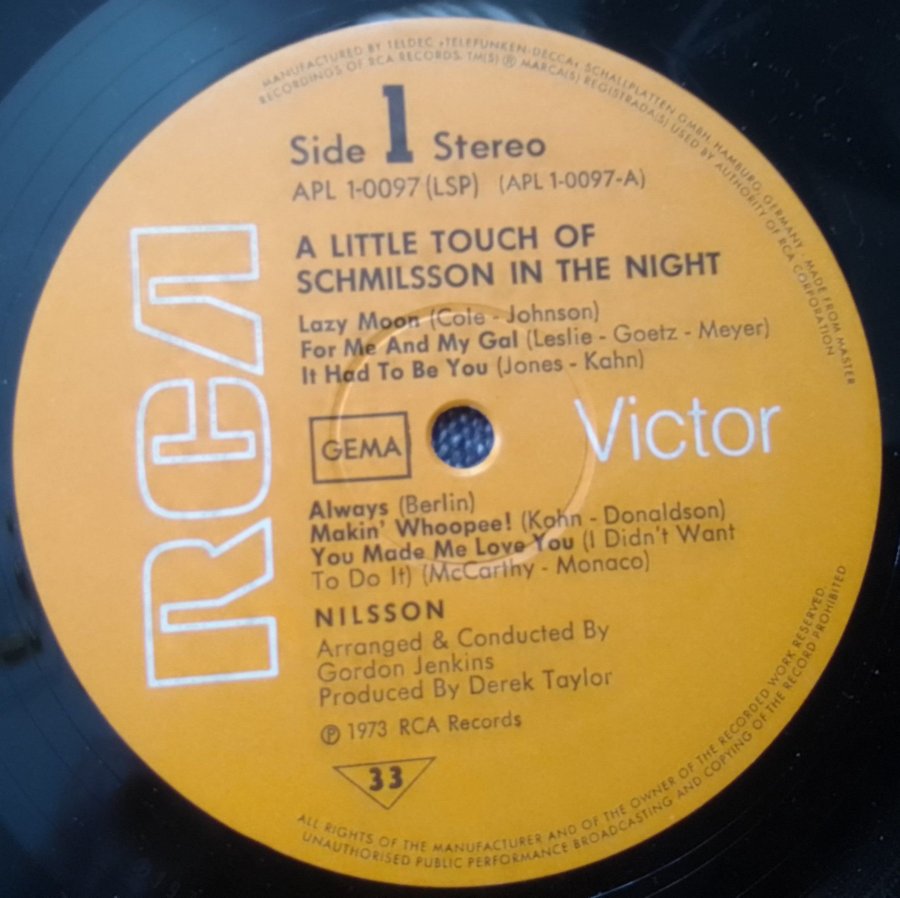 MANUFACTURED BY TELDEC »TELEFUNKEN-DECCA« SCHALLPLATTEN GMBH, HAMBURG, GERMANY · MADE FROM MASTER
RECORDINGS OF RCA RECORDS. TM(S) ® MARCA(S) REGISTRADA(S) USED BY AUTHORITY OF RCA CORPORATION
Side 1 Stereo
APL 1-0097 (LSP) (APL 1-0097-A)
A LITTLE TOUCH OF
SCHMILSSON IN THE NIGHT
Lazy Moon (Cole - Johnson)
For Me And My Gal (Leslie - Goetz - Meyer)
It Had To Be You (Jones - Kahn)
RCA
GEMA
Victor
Always (Berlin)
Makin' Whoopee! (Kahn - Donaldson)
You Made Me Love You (I Didn't Want
To Do It) (McCarthy - Monaco)
NILSSON
Arranged & Conducted By
Gordon Jenkins
Produced By Derek Taylor
℗ 1973 RCA Records
33
ALL RIGHTS OF THE MANUFACTURER AND OF THE OWNER OF THE RECORDED WORK RESERVED
UNAUTHORISED PUBLIC PERFORMANCE BROADCASTING AND COPYING OF THE RECORD PROHIBITED